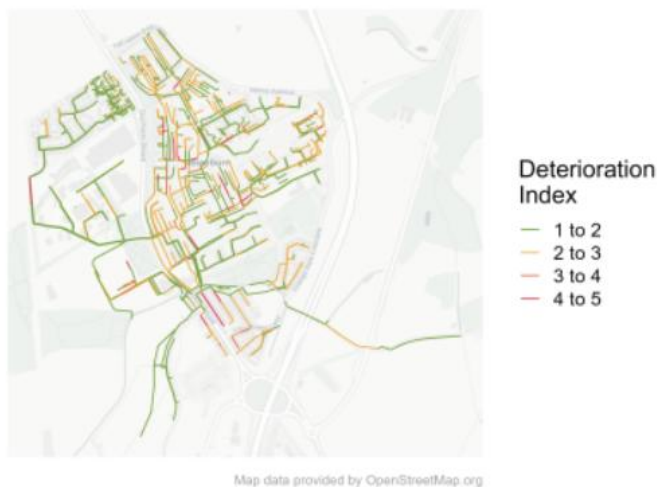 Deterioration
Index
1 to 2
2 to 3
3 to 4
4 to 5
Map data provided by OpenStreetMap.org